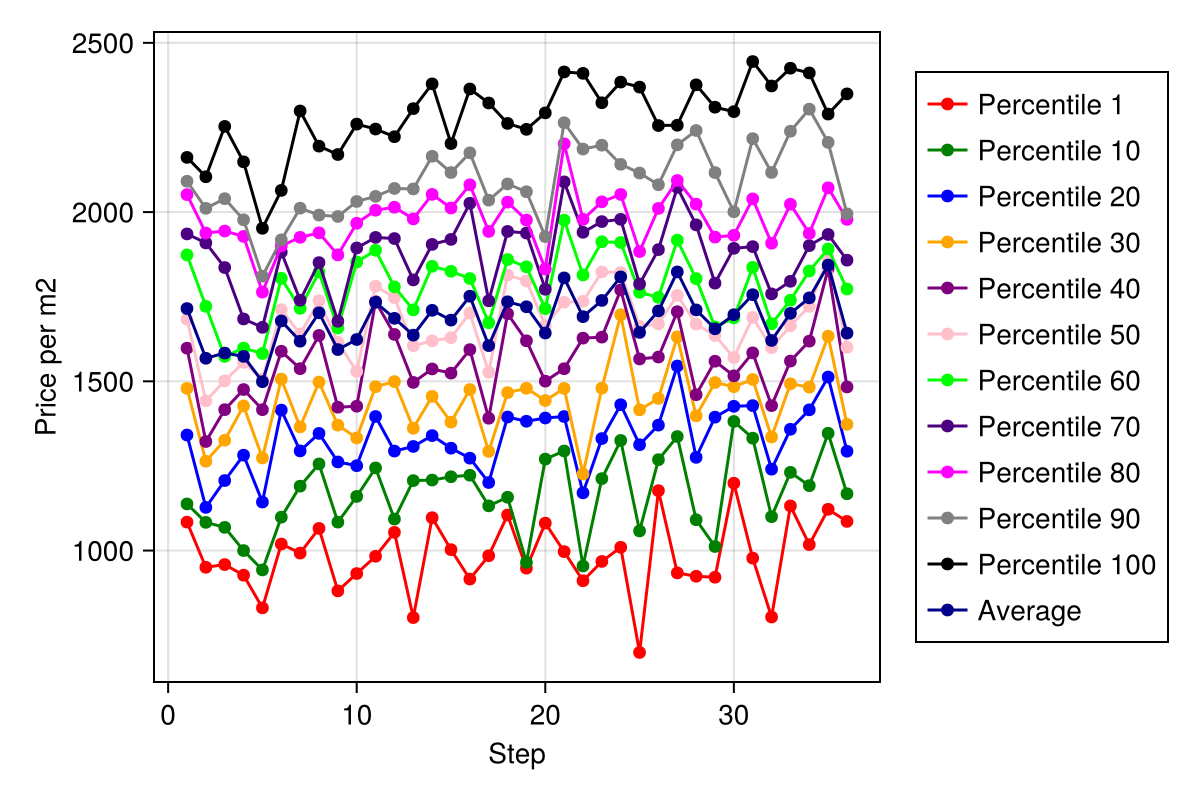 2500
2000
1500
1000
Price per m2
0 10 20 30
Step
Percentile 1
Percentile 10
Percentile 20
Percentile 30
Percentile 40
Percentile 50
Percentile 60
Percentile 70
Percentile 80
Percentile 90
Percentile 100
Average